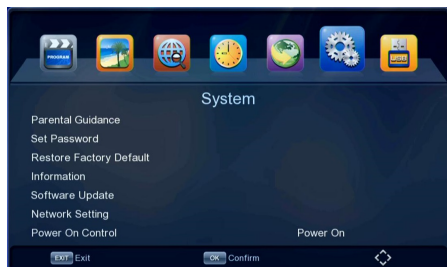 PROGRAM
USB
System
Parental Guidance
Set Password
Restore Factory Default
Information
Software Update
Network Setting
Power On Control Power On
EXIT Exit OK Confirm